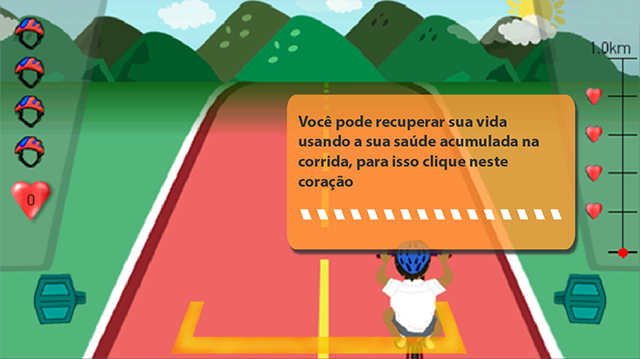 1.0km
Você pode recuperar sua vida
usando a sua saúde acumulada na
corrida, para isso clique neste
coração
0